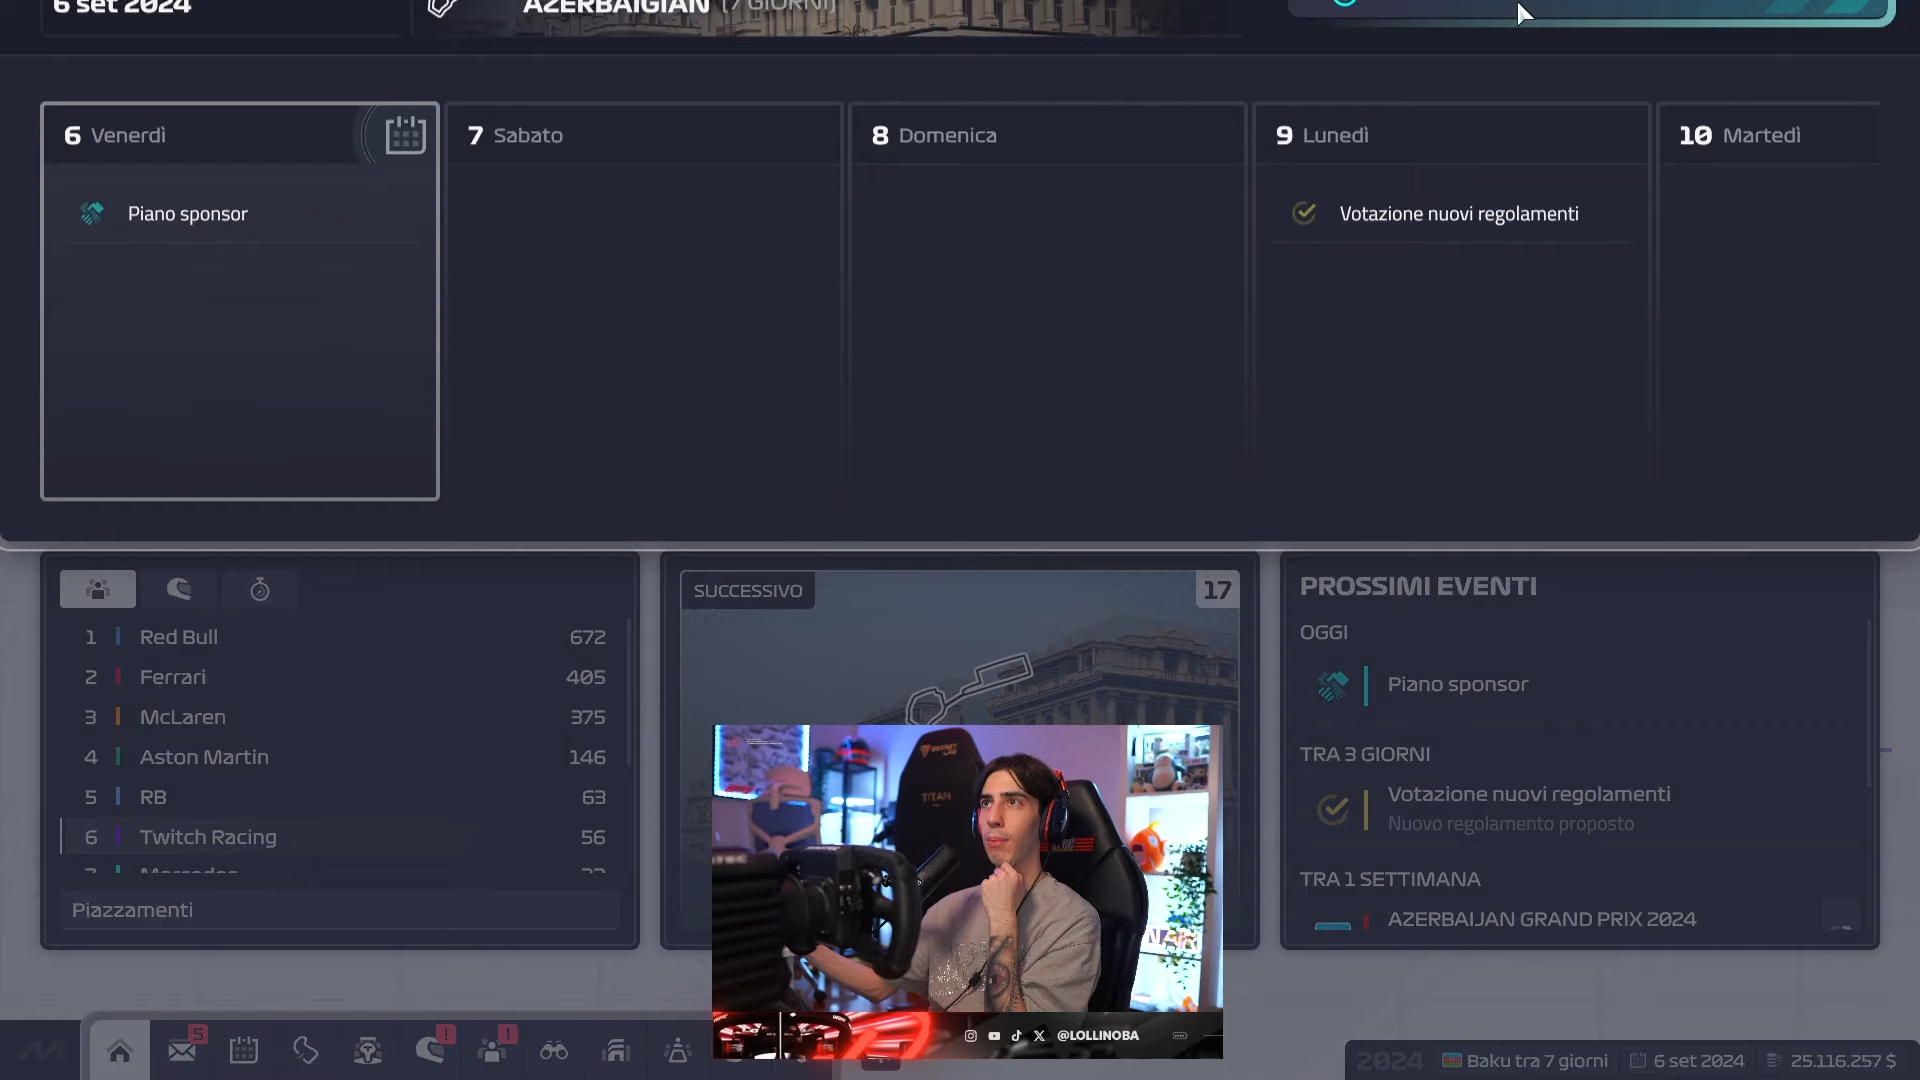 6 set 2024
AZERBAIGIAN (7 GIORNI)
6 Venerdì
7 Sabato
8 Domenica
9 Lunedì
10 Martedì
Piano sponsor
Votazione nuovi regolamenti
1 Red Bull 672
2 Ferrari 405
3 McLaren 375
4 Aston Martin 146
5 RB 63
6 Twitch Racing 56
Piazzamenti
SUCCESSIVO
17
PROSSIMI EVENTI
OGGI
Piano sponsor
TRA 3 GIORNI
Votazione nuovi regolamenti
Nuovo regolamento proposto
TRA 1 SETTIMANA
AZERBAIJAN GRAND PRIX 2024
TITAN
@LOLLINOBA
5
!
!
2024
Baku tra 7 giorni
6 set 2024
25.116.257 $